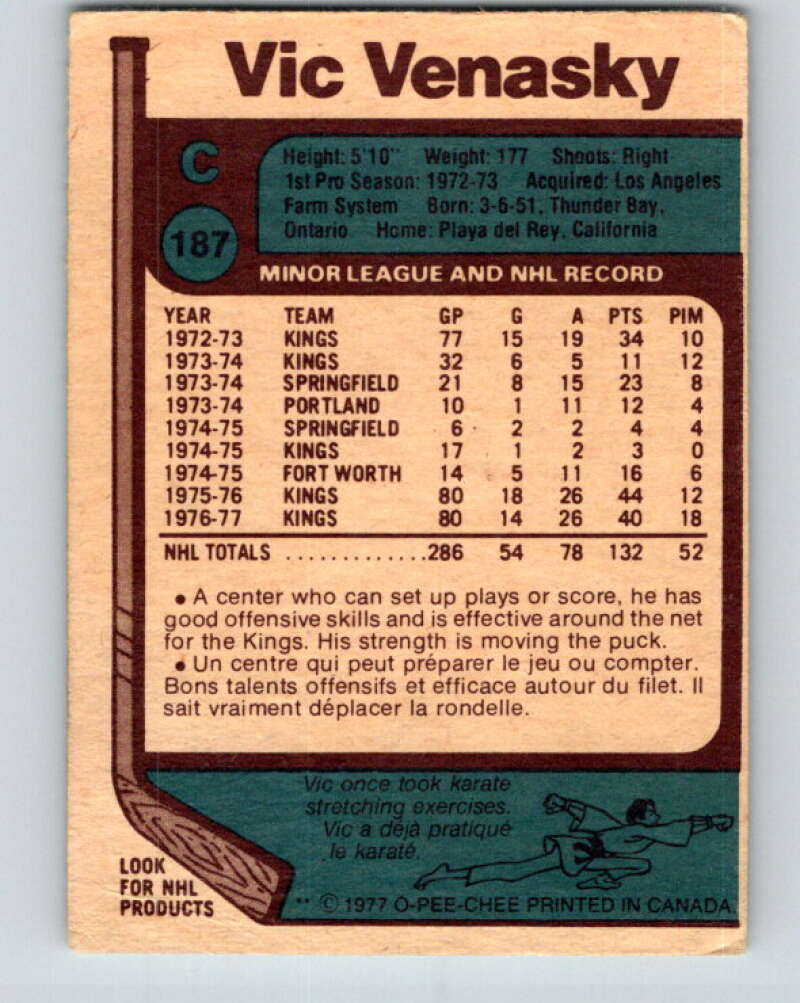 Vic Venasky
C
187
Height: 5'10" Weight: 177 Shoots: Right
1st Pro Season: 1972-73 Acquired: Los Angeles
Farm System Born: 3-6-51, Thunder Bay,
Ontario Home: Playa del Rey, California
MINOR LEAGUE AND NHL RECORD
YEAR TEAM GP G A PTS PIM
1972-73 KINGS 77 15 19 34 10
1973-74 KINGS 32 6 5 11 12
1973-74 SPRINGFIELD 21 8 15 23 8
1973-74 PORTLAND 10 1 11 12 4
1974-75 SPRINGFIELD 6 2 2 4 4
1974-75 KINGS 17 1 2 3 0
1974-75 FORT WORTH 14 5 11 16 6
1975-76 KINGS 80 18 26 44 12
1976-77 KINGS 80 14 26 40 18
NHL TOTALS .............286 54 78 132 52
• A center who can set up plays or score, he has
good offensive skills and is effective around the net
for the Kings. His strength is moving the puck.
• Un centre qui peut préparer le jeu ou compter.
Bons talents offensifs et efficace autour du filet. Il
sait vraiment déplacer la rondelle.
Vic once took karate
stretching exercises.
Vic a déjà pratiqué
le karaté.
LOOK
FOR NHL
PRODUCTS
** © 1977 O-PEE-CHEE PRINTED IN CANADA